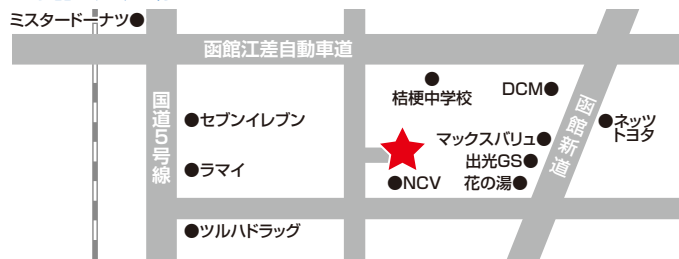 ミスタードーナツ
函館江差自動車道
国道5号線
セブンイレブン
ラマイ
ツルハドラッグ
桔梗中学校
DCM
函館新道
ネッツ
トヨタ
マックスバリュ
出光GS
花の湯
NCV